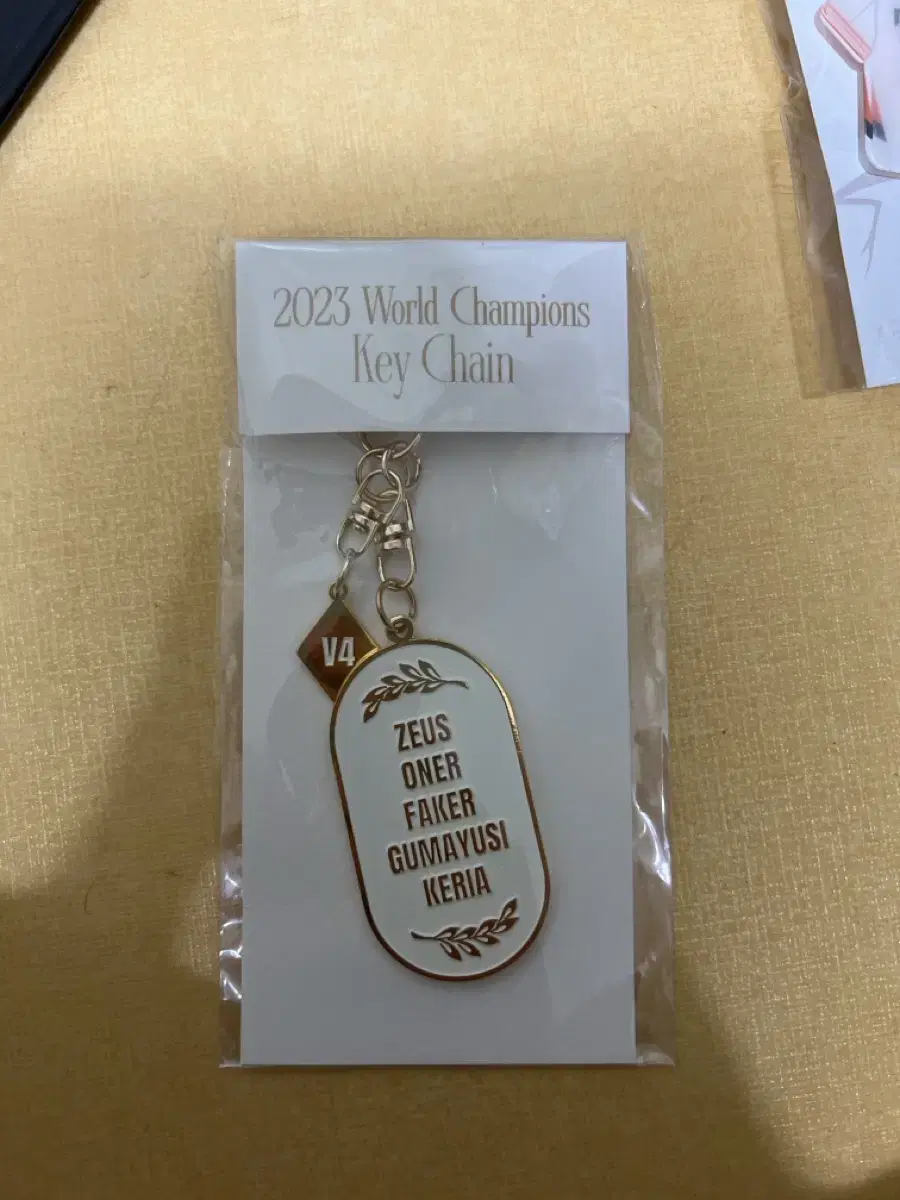 2023 World Champions
Key Chain
V4
ZEUS
ONER
FAKER
GUMAYUSI
KERIA